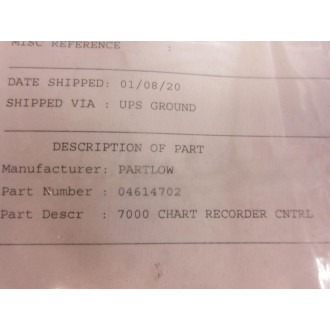 MISC REFERENCE :
DATE SHIPPED: 01/08/20
SHIPPED VIA : UPS GROUND
DESCRIPTION OF PART
Manufacturer: PARTLOW
Part Number : 04614702
Part Descr : 7000 CHART RECORDER CNTRL